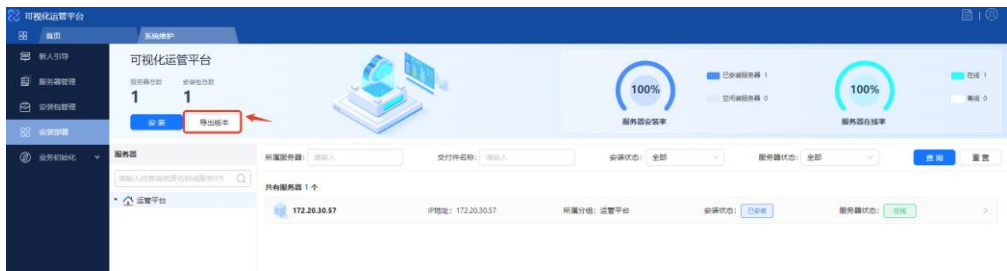 可视化运管平台
首页
系统维护
新人引导
服务器管理
安装包管理
安装部署
业务初始化
可视化运管平台
服务器总数 安装包总数
1 1
安装 导出版本
100%
服务器安装率
已安装服务器 1
空闲服务器 0
100%
服务器在线率
在线 1
离线 0
服务器
运管平台
所属服务器: 请输入 交付件名称: 请输入 安装状态: 全部 服务器状态: 全部 查询 重置
共有服务器 1 个
172.20.30.57 IP地址: 172.20.30.57 所属分组: 运管平台 安装状态: 已安装 服务器状态: 在线